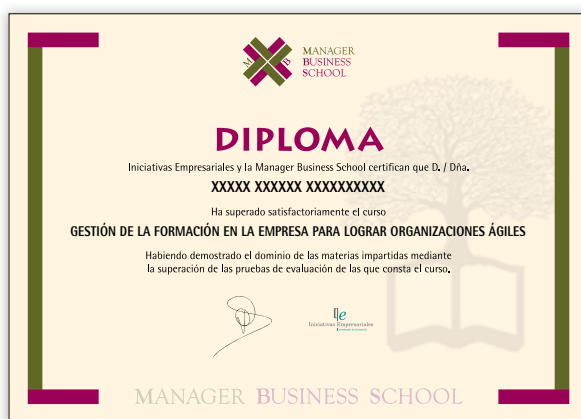 M B
MANAGER
BUSINESS
SCHOOL
DIPLOMA
Iniciativas Empresariales y la Manager Business School certifican que D. / Dña.
XXXXX XXXXXX XXXXXXXXXX
Ha superado satisfactoriamente el curso
GESTIÓN DE LA FORMACIÓN EN LA EMPRESA PARA LOGRAR ORGANIZACIONES ÁGILES
Habiendo demostrado el dominio de las materias impartidas mediante
la superación de las pruebas de evaluación de las que consta el curso.
Ie
Iniciativas Empresariales
MANAGER BUSINESS SCHOOL